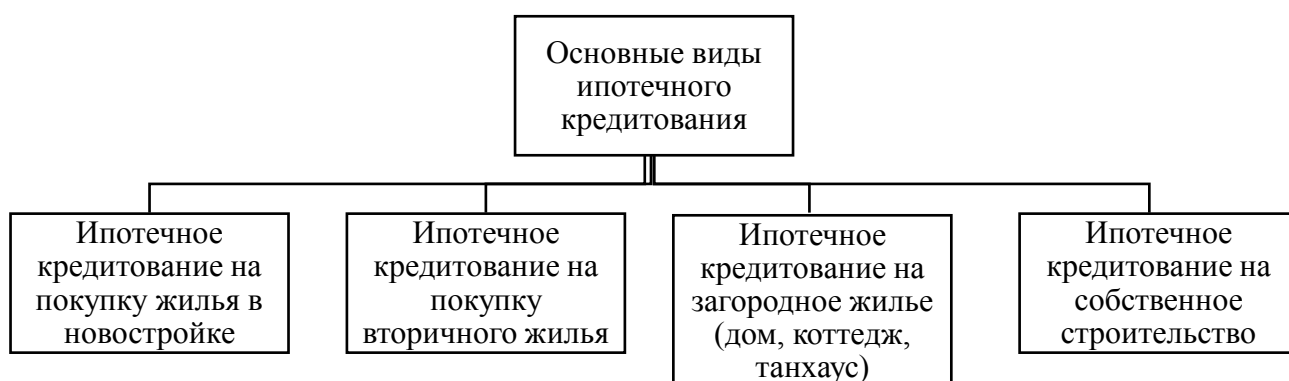 Основные виды
ипотечного
кредитования
Ипотечное
кредитование на
покупку жилья в
новостройке
Ипотечное
кредитование на
покупку
вторичного жилья
Ипотечное
кредитование на
загородное жилье
(дом, коттедж,
танхаус)
Ипотечное
кредитование на
собственное
строительство